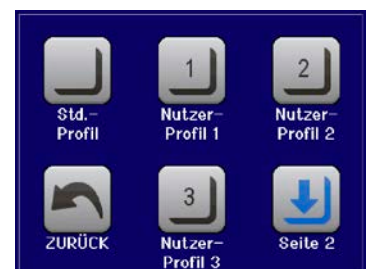 1
2
Std.-
Profil
Nutzer-
Profil 1
Nutzer-
Profil 2
3
ZURÜCK
Nutzer-
Profil 3
Seite 2